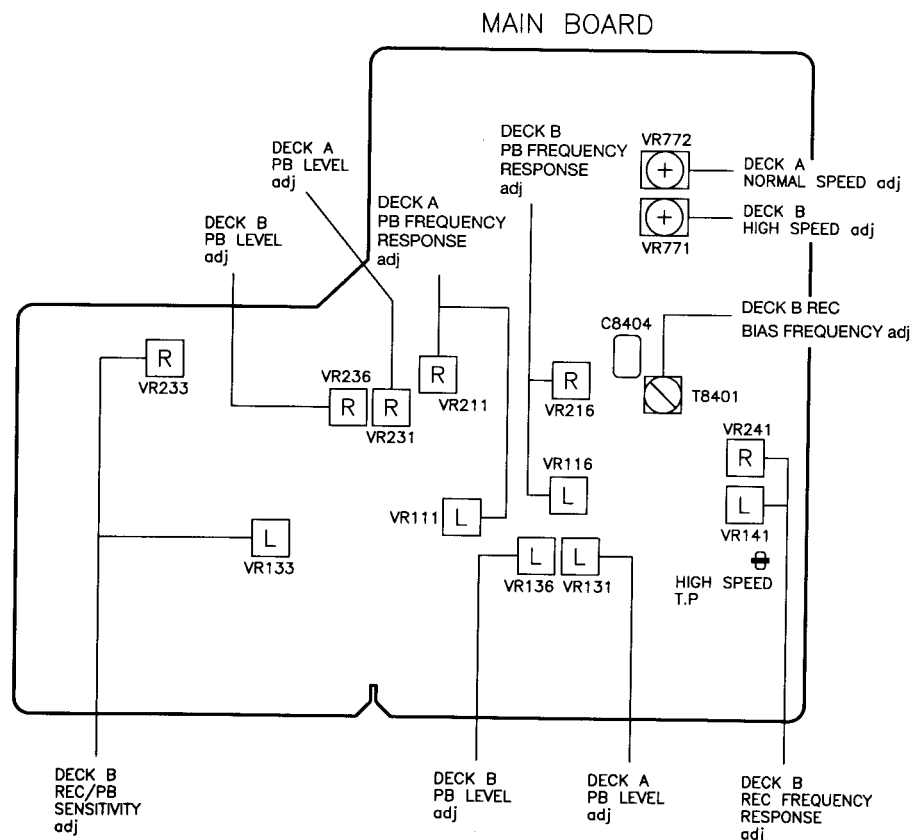 MAIN BOARD
DECK A
PB LEVEL
adj
DECK B
PB FREQUENCY
RESPONSE
adj
VR772
DECK A
NORMAL SPEED adj
DECK B
HIGH SPEED adj
VR771
DECK B
PB LEVEL
adj
DECK A
PB FREQUENCY
RESPONSE
adj
DECK B REC
BIAS FREQUENCY adj
C8404
T8401
R
VR233
VR236
R
R
VR231
R
VR211
R
VR216
VR241
R
L
VR141
VR116
L
VR111
L
L
VR133
L
VR136
L
VR131
HIGH SPEED
T.P
DECK B
REC/PB
SENSITIVITY
adj
DECK B
PB LEVEL
adj
DECK A
PB LEVEL
adj
DECK B
REC FREQUENCY
RESPONSE
adj